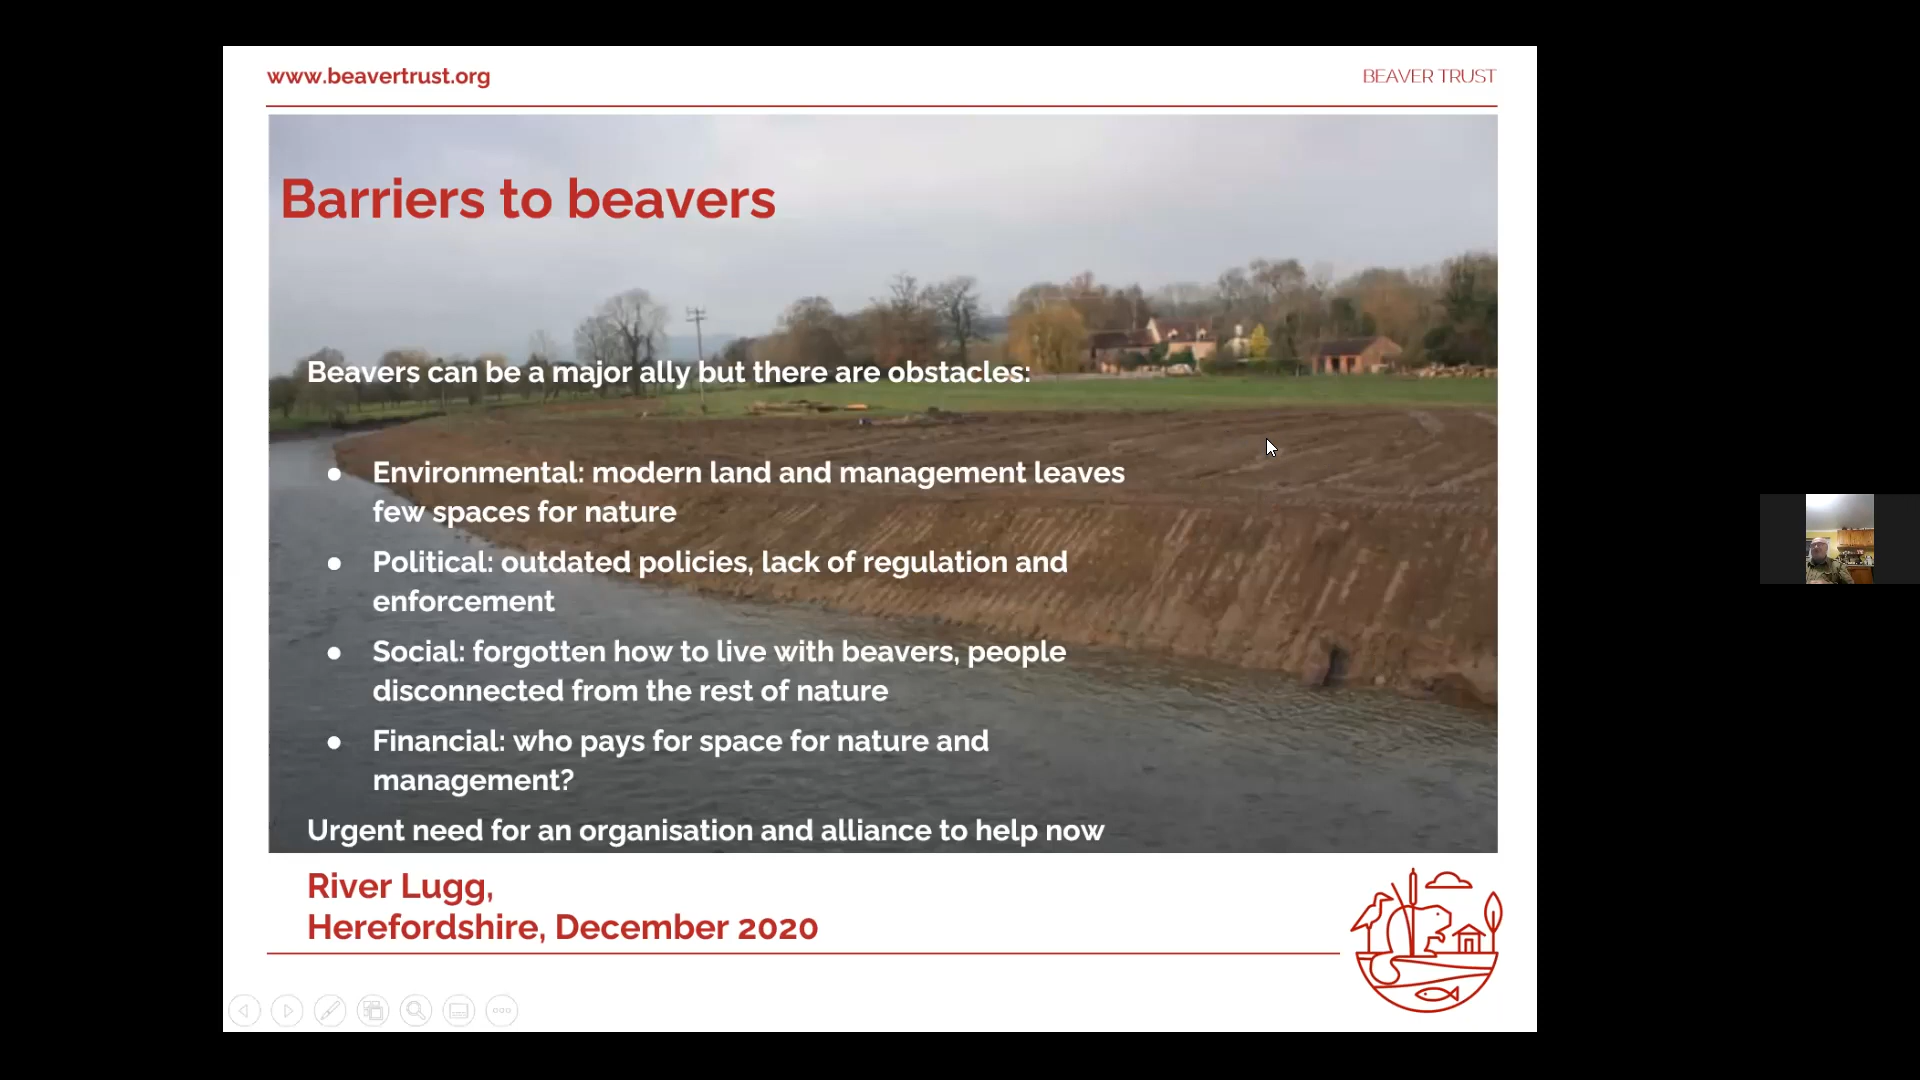 www.beavertrust.org
BEAVER TRUST
Barriers to beavers
Beavers can be a major ally but there are obstacles:
● Environmental: modern land and management leaves
few spaces for nature
● Political: outdated policies, lack of regulation and
enforcement
● Social: forgotten how to live with beavers, people
disconnected from the rest of nature
● Financial: who pays for space for nature and
management?
Urgent need for an organisation and alliance to help now
River Lugg,
Herefordshire, December 2020